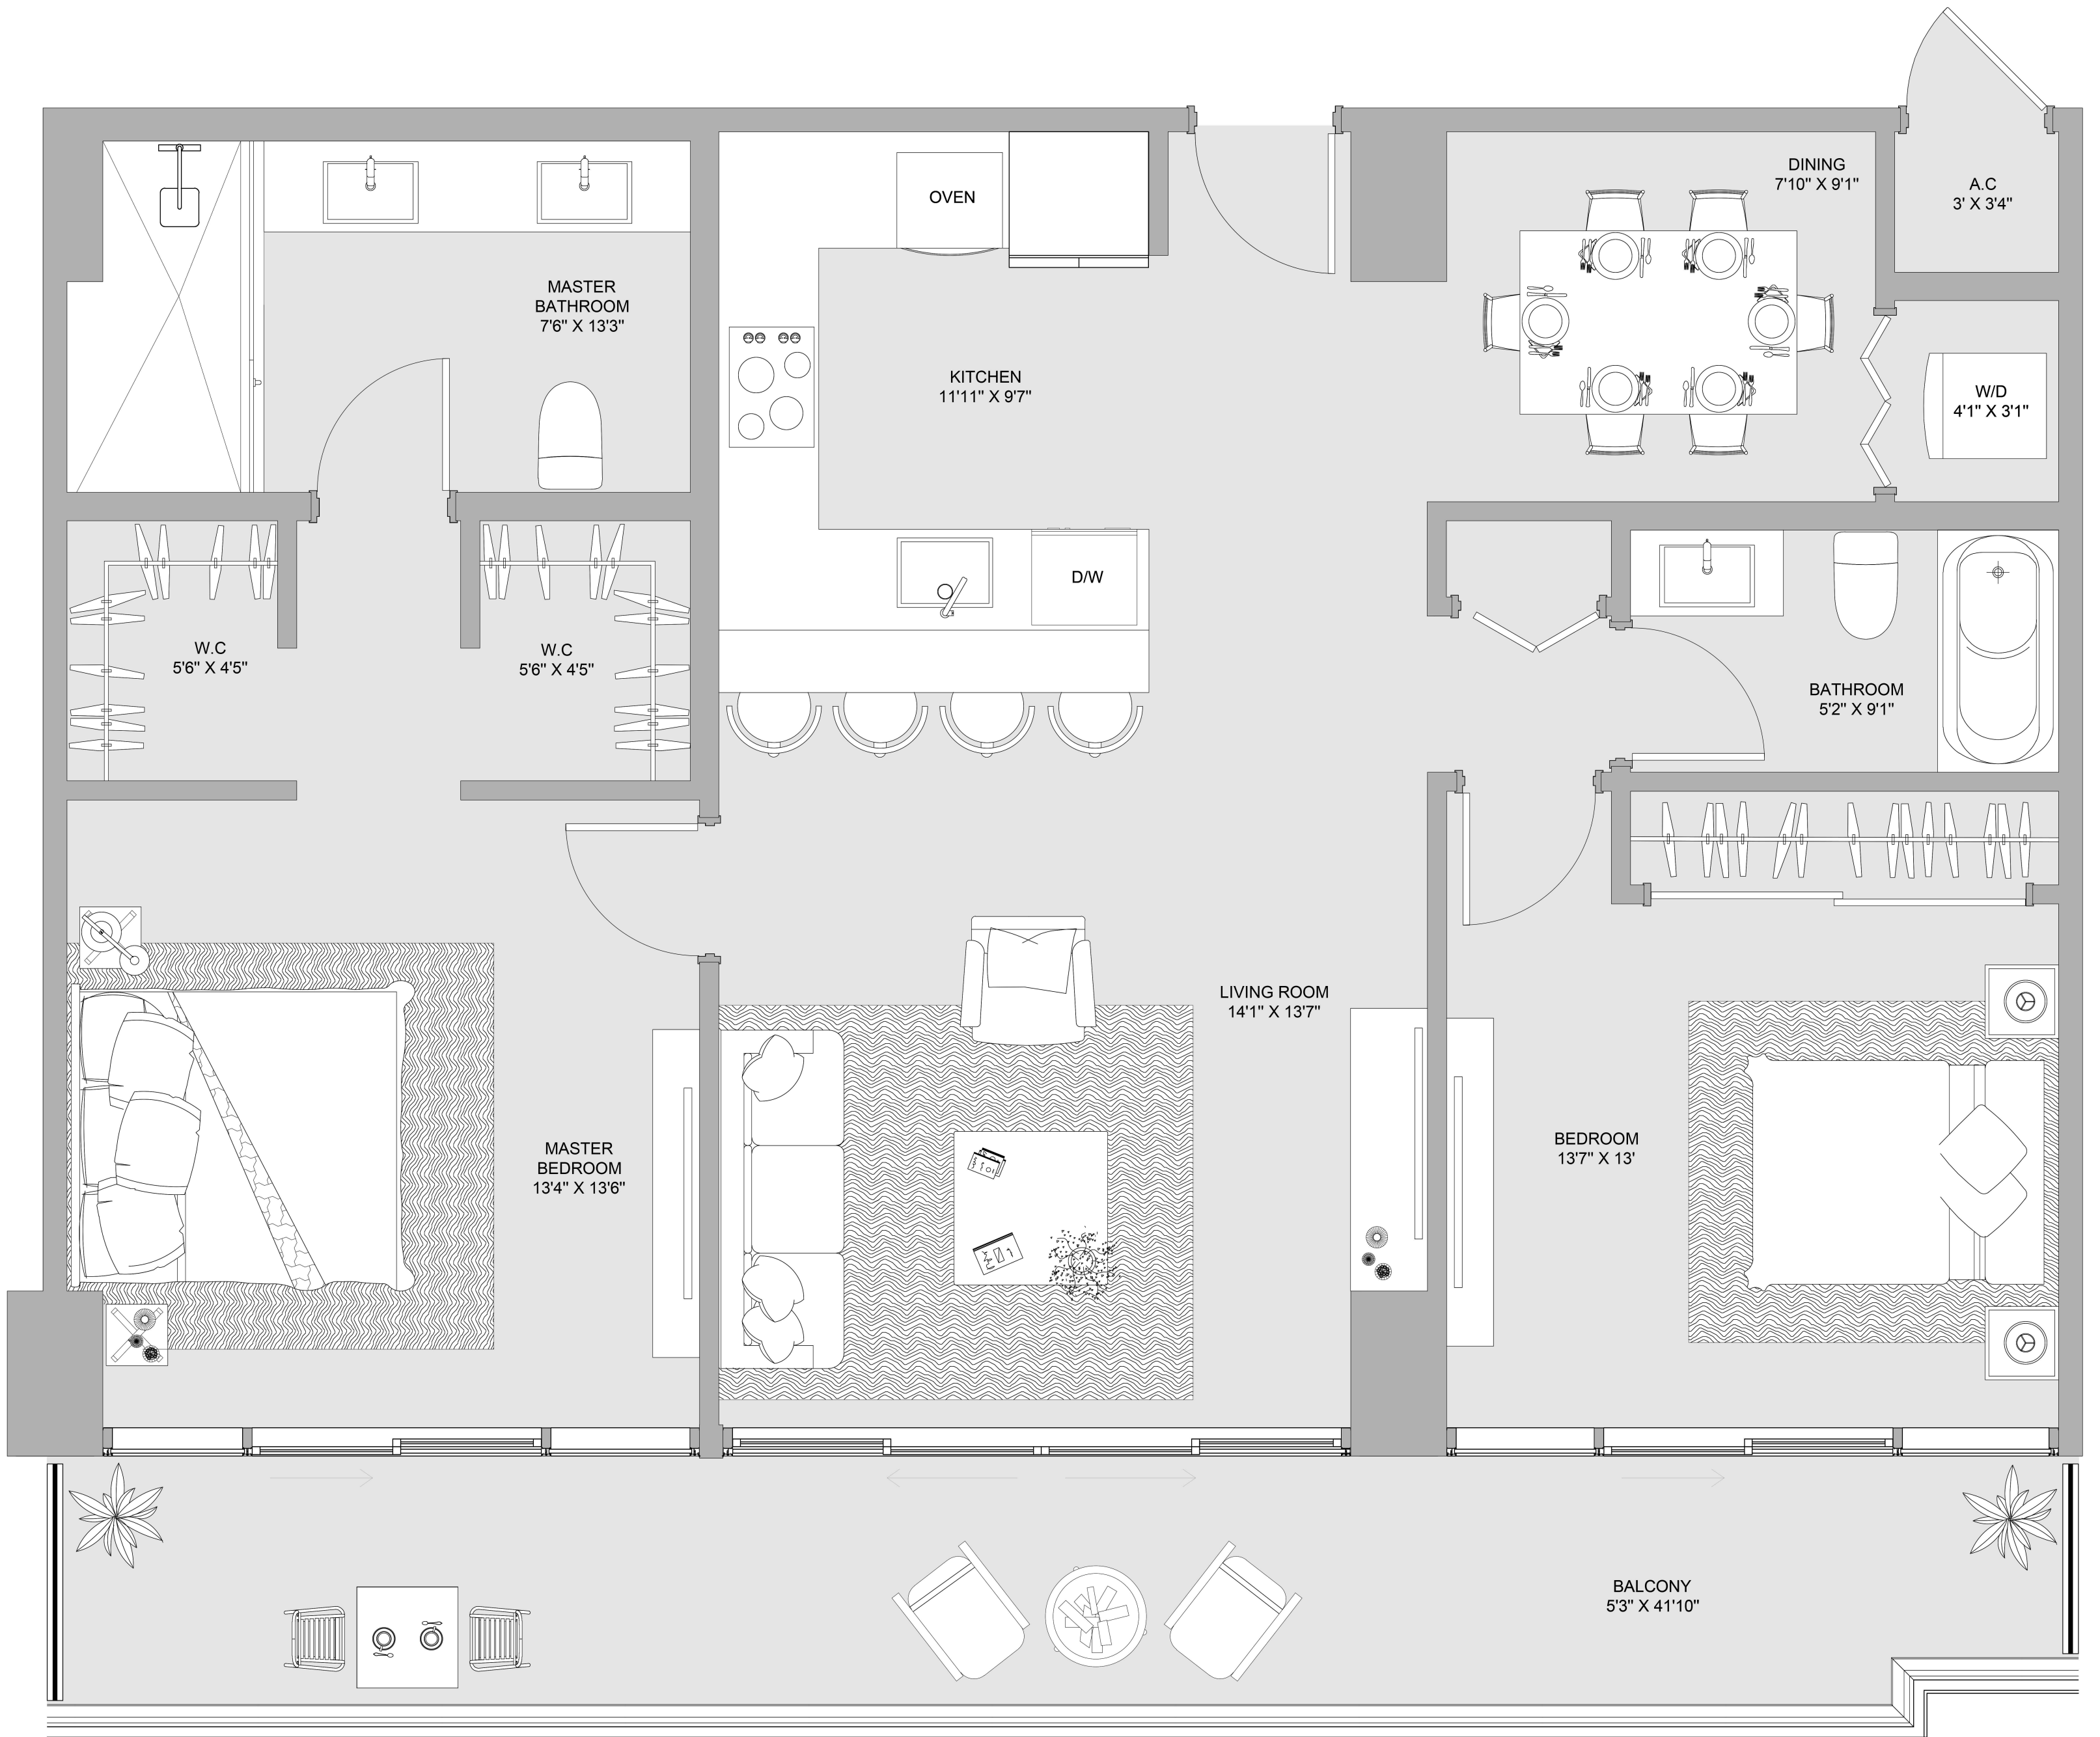 DINING
7'10" X 9'1"
A.C
3' X 3'4"
OVEN
MASTER
BATHROOM
7'6" X 13'3"
KITCHEN
11'11" X 9'7"
W/D
4'1" X 3'1"
D/W
W.C
5'6" X 4'5"
W.C
5'6" X 4'5"
BATHROOM
5'2" X 9'1"
LIVING ROOM
14'1" X 13'7"
MASTER
BEDROOM
13'4" X 13'6"
BEDROOM
13'7" X 13'
BALCONY
5'3" X 41'10"